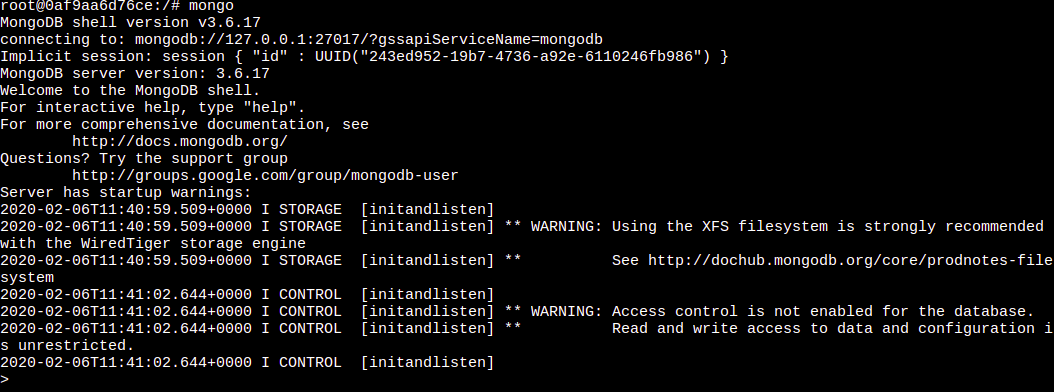 root@0af9aa6d76ce:/# mongo
MongoDB shell version v3.6.17
connecting to: mongodb://127.0.0.1:27017/?gssapiServiceName=mongodb
Implicit session: session { "id" : UUID("243ed952-19b7-4736-a92e-6110246fb986") }
MongoDB server version: 3.6.17
Welcome to the MongoDB shell.
For interactive help, type "help".
For more comprehensive documentation, see
        http://docs.mongodb.org/
Questions? Try the support group
        http://groups.google.com/group/mongodb-user
Server has startup warnings:
2020-02-06T11:40:59.509+0000 I STORAGE  [initandlisten]
2020-02-06T11:40:59.509+0000 I STORAGE  [initandlisten] ** WARNING: Using the XFS filesystem is strongly recommended
with the WiredTiger storage engine
2020-02-06T11:40:59.509+0000 I STORAGE  [initandlisten] **          See http://dochub.mongodb.org/core/prodnotes-file
system
2020-02-06T11:41:02.644+0000 I CONTROL  [initandlisten]
2020-02-06T11:41:02.644+0000 I CONTROL  [initandlisten] ** WARNING: Access control is not enabled for the database.
2020-02-06T11:41:02.644+0000 I CONTROL  [initandlisten] **          Read and write access to data and configuration i
s unrestricted.
2020-02-06T11:41:02.644+0000 I CONTROL  [initandlisten]
>